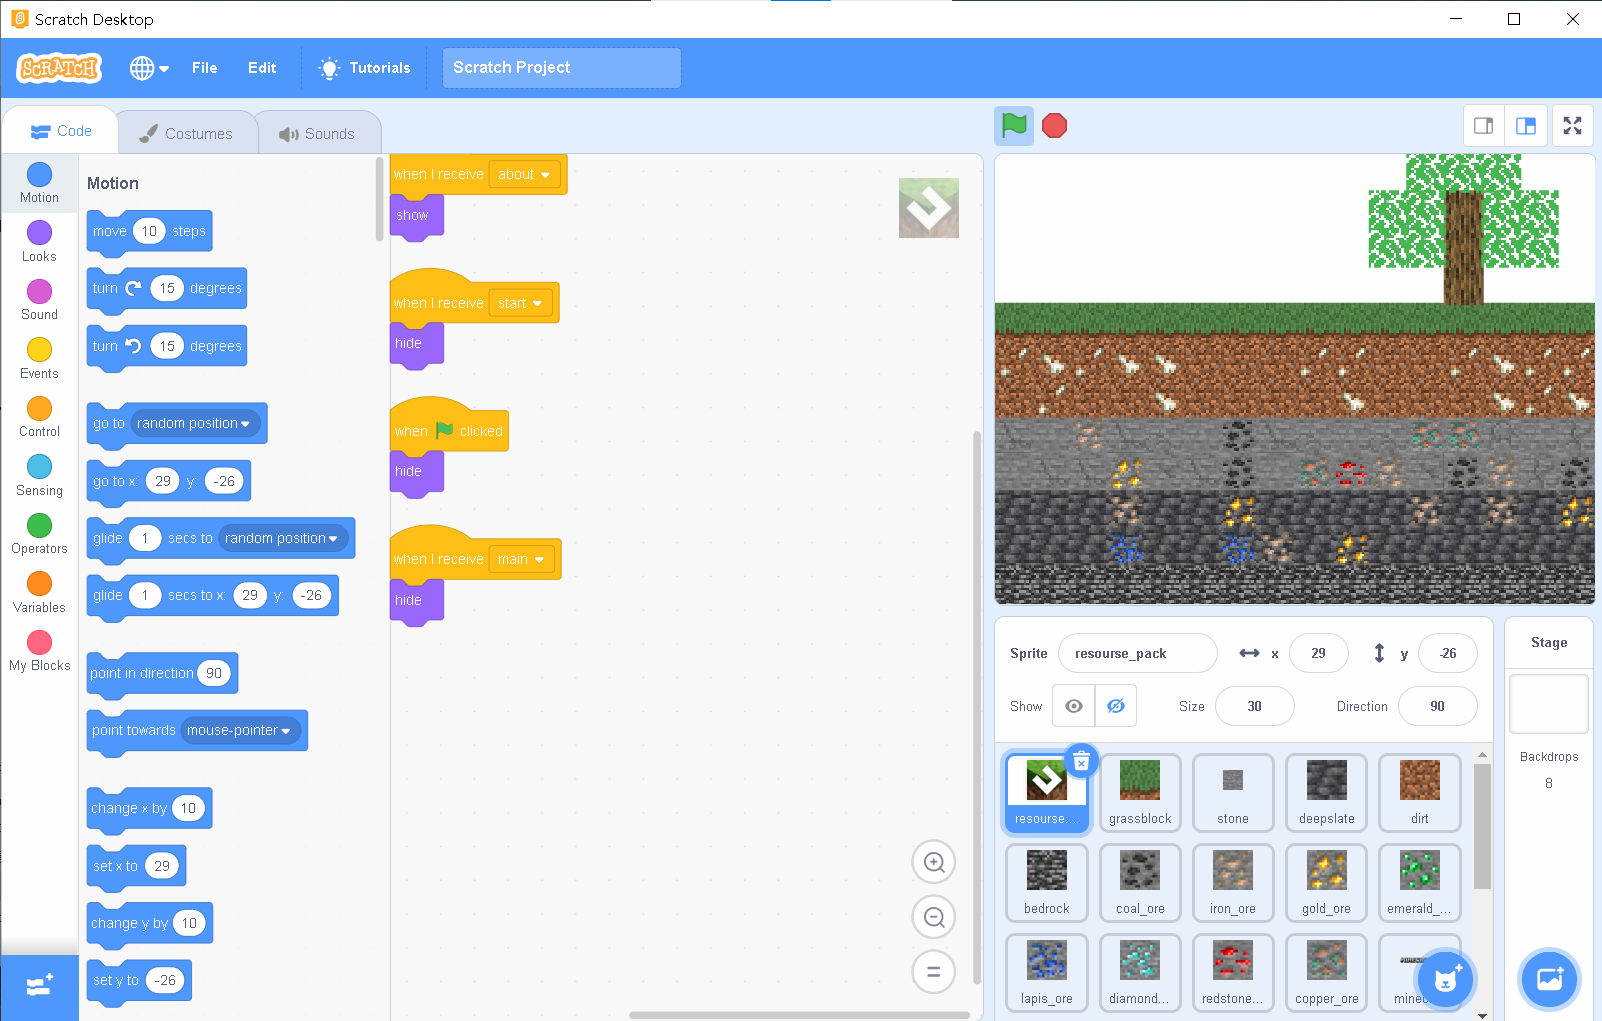 Scratch Desktop
SCRATCH
File
Edit
Tutorials
Scratch Project
Code
Costumes
Sounds
Motion
Looks
Sound
Events
Control
Sensing
Operators
Variables
My Blocks
Motion
move 10 steps
turn 15 degrees
turn 15 degrees
go to random position
go to x: 29 y: -26
glide 1 secs to random position
glide 1 secs to x: 29 y: -26
point in direction 90
point towards mouse-pointer
change x by 10
set x to 29
change y by 10
set y to -26
when I receive about
show
when I receive start
hide
when clicked
hide
when I receive main
hide
Sprite resourse_pack x 29 y -26
Show Size 30 Direction 90
resourse... grassblock stone deepslate dirt
bedrock coal_ore iron_ore gold_ore emerald_...
lapis_ore diamond... redstone... copper_ore
Stage
Backdrops
8